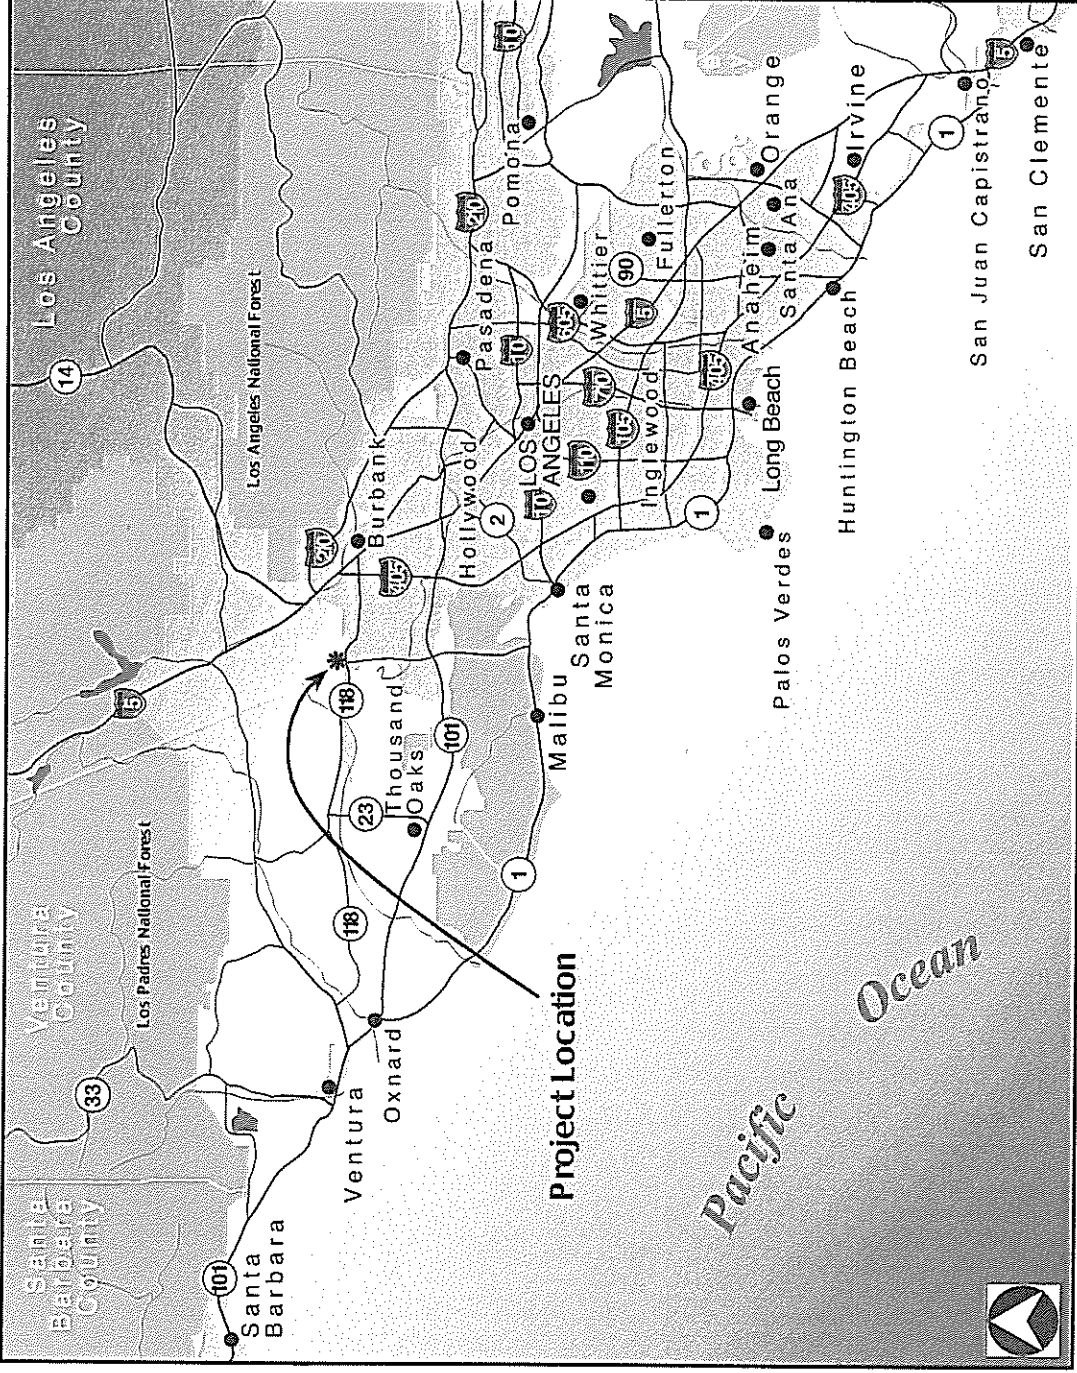 Santa
Barbara
County
Ventura
County
Los Angeles
County
33
14
5
Los Padres National Forest
Los Angeles National Forest
101
Santa
Barbara
Ventura
Oxnard
118
118
23
Thousand
Oaks
101
1
Malibu
Santa
Monica
210
405
Burbank
Hollywood
2
10
LOS
ANGELES
Pasadena
210
Pomona
10
10
605
Whittier
110
105
710
5
90
Fullerton
Inglewood
1
405
Long Beach
Anaheim
Santa Ana
Orange
Palos Verdes
Huntington Beach
405
Irvine
1
5
San Juan Capistrano
San Clemente
Project Location
Pacific
Ocean